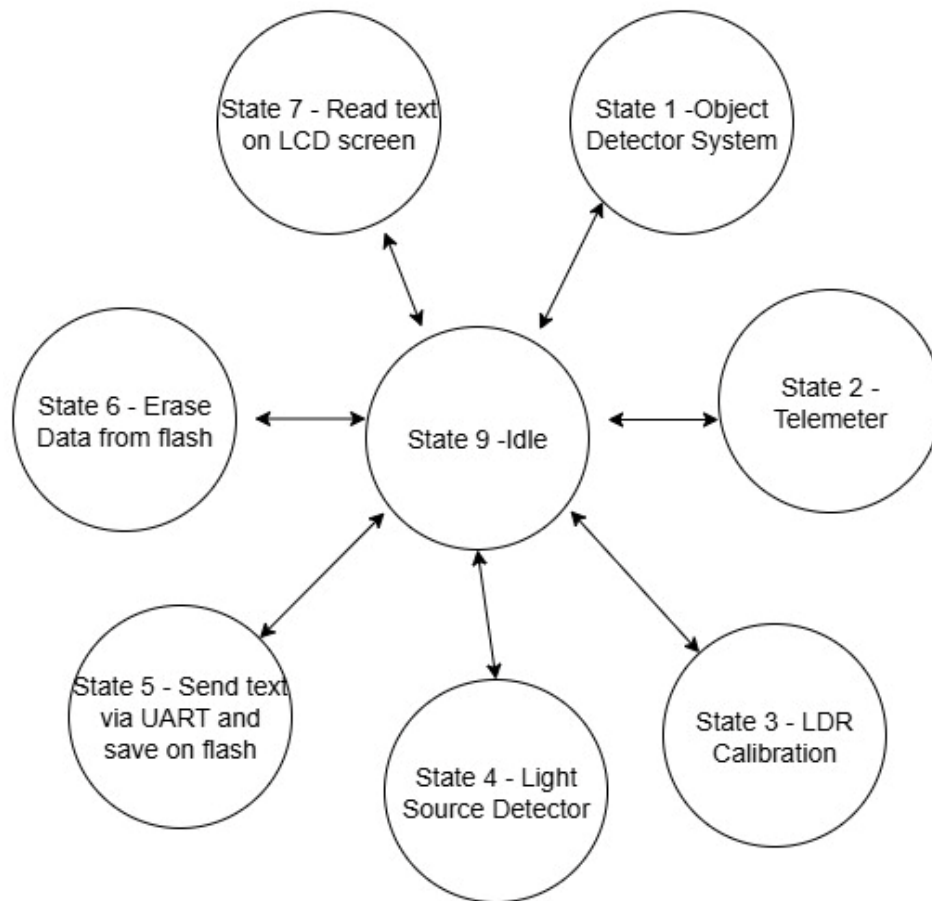 State 7 - Read text
on LCD screen
State 1 -Object
Detector System
State 6 - Erase
Data from flash
State 9 -Idle
State 2 -
Telemeter
State 5 - Send text
via UART and
save on flash
State 4 - Light
Source Detector
State 3 - LDR
Calibration